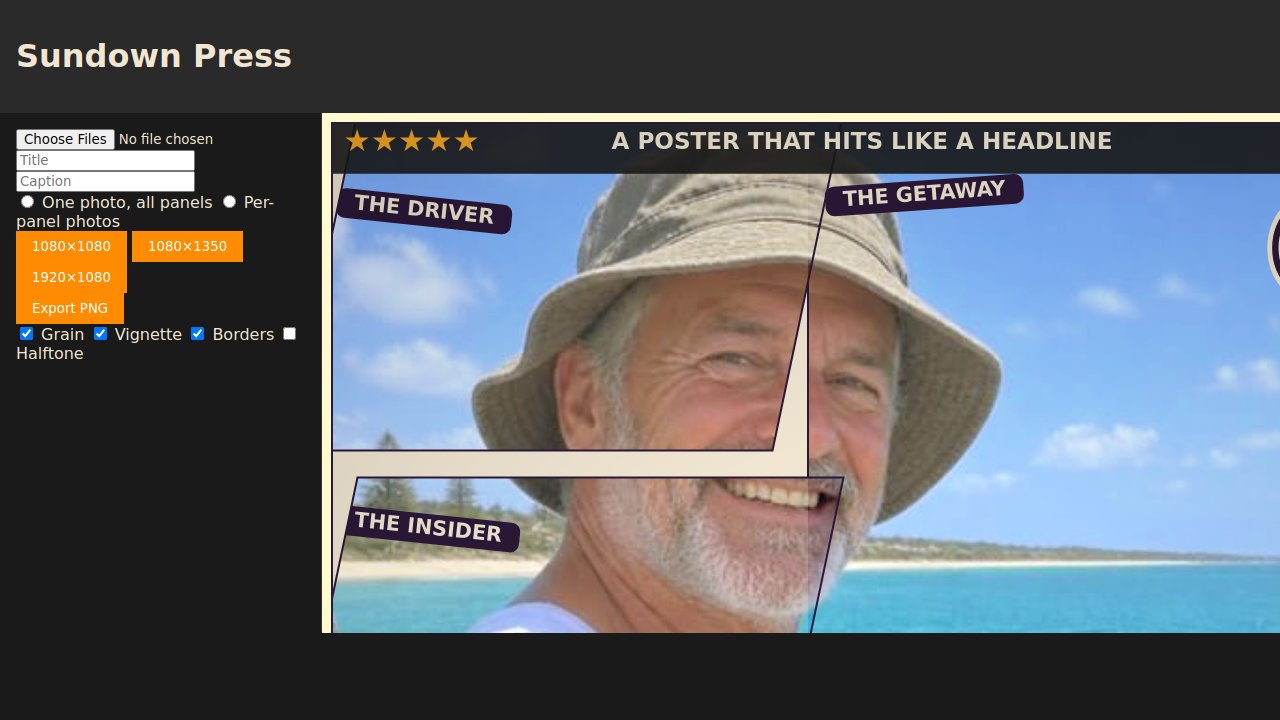 Sundown Press
Choose Files No file chosen
Title
Caption
One photo, all panels Per-
panel photos
1080×1080 1080×1350
1920×1080
Export PNG
Grain Vignette Borders
Halftone
★★★★★ A POSTER THAT HITS LIKE A HEADLINE
THE DRIVER
THE GETAWAY
THE INSIDER